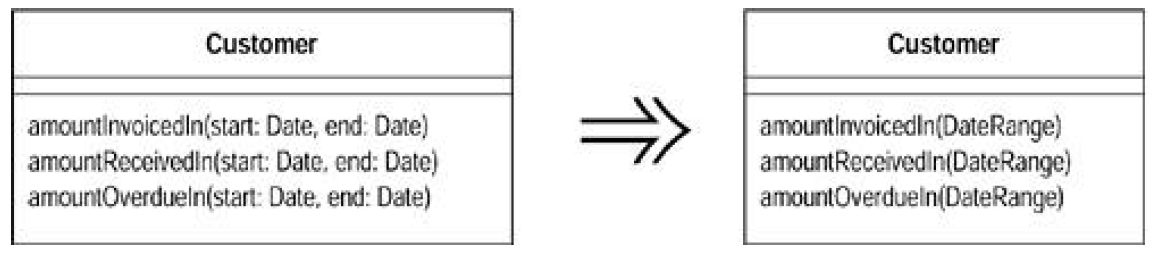 Customer
amountInvoicedIn(start: Date, end: Date)
amountReceivedIn(start: Date, end: Date)
amountOverdueIn(start: Date, end: Date)
Customer
amountInvoicedIn(DateRange)
amountReceivedIn(DateRange)
amountOverdueIn(DateRange)